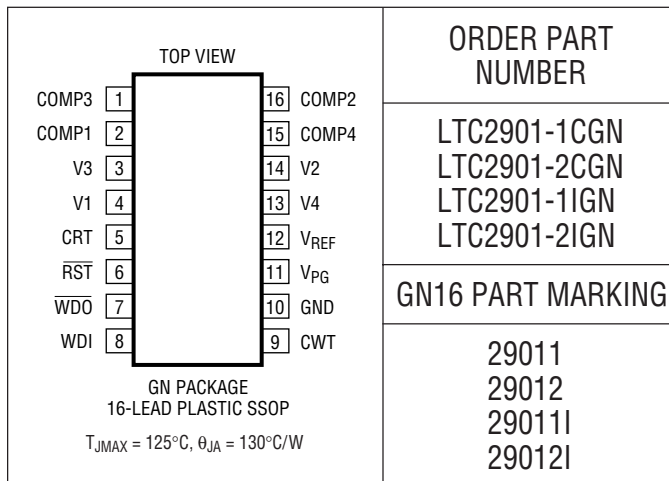 TOP VIEW
COMP3 1 16 COMP2
COMP1 2 15 COMP4
V3 3 14 V2
V1 4 13 V4
CRT 5 12 VREF
R̅S̅T̅ 6 11 VPG
W̅D̅O̅ 7 10 GND
WDI 8 9 CWT
GN PACKAGE
16-LEAD PLASTIC SSOP
TJMAX = 125°C, θJA = 130°C/W
ORDER PART
NUMBER
LTC2901-1CGN
LTC2901-2CGN
LTC2901-1IGN
LTC2901-2IGN
GN16 PART MARKING
29011
29012
29011I
29012I